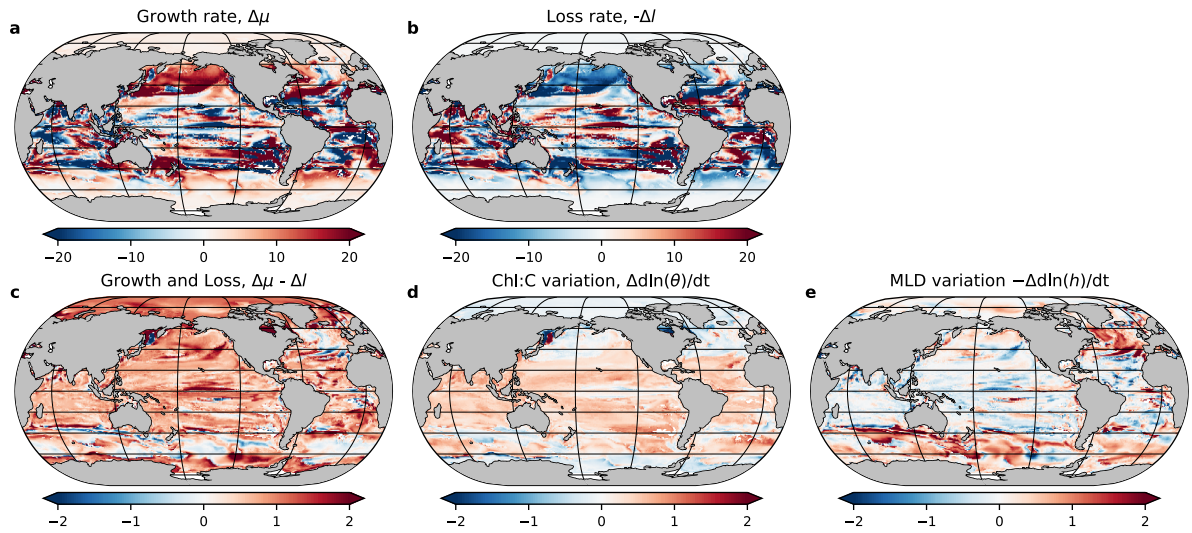 a
Growth rate, Δμ
b
Loss rate, -Δl
−20 −10 0 10 20
−20 −10 0 10 20
c
Growth and Loss, Δμ - Δl
d
Chl:C variation, Δdln(θ)/dt
e
MLD variation −Δdln(h)/dt
−2 −1 0 1 2
−2 −1 0 1 2
−2 −1 0 1 2